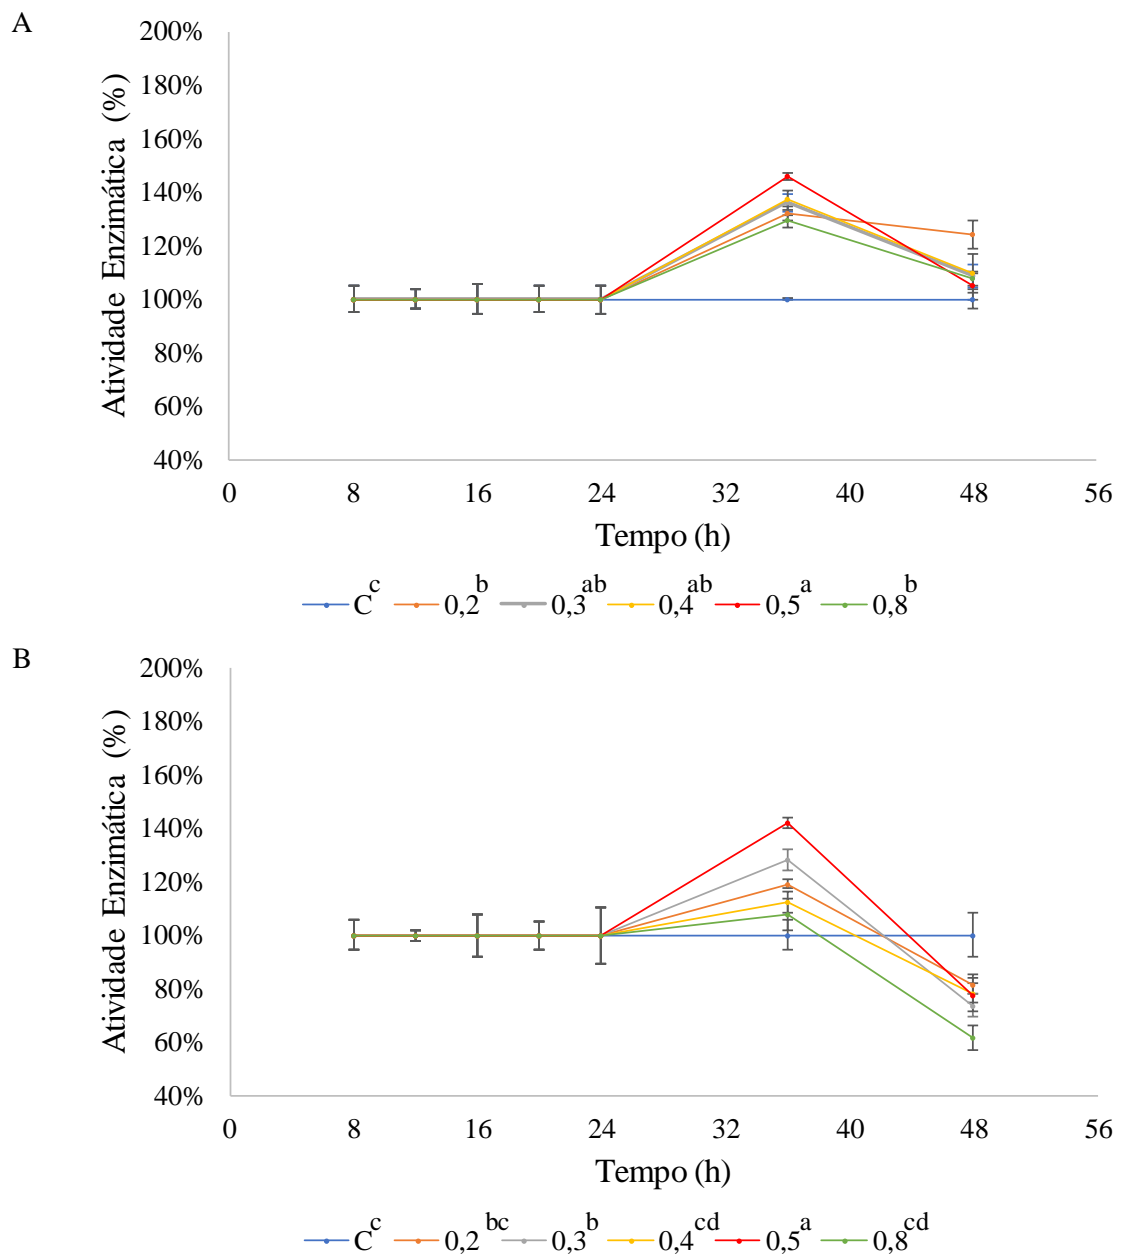 A
200%
180%
160%
140%
120%
100%
80%
60%
40%
Atividade Enzimática (%)
0 8 16 24 32 40 48 56
Tempo (h)
C^c 0,2^b 0,3^ab 0,4^ab 0,5^a 0,8^b
B
200%
180%
160%
140%
120%
100%
80%
60%
40%
Atividade Enzimática (%)
0 8 16 24 32 40 48 56
Tempo (h)
C^c 0,2^bc 0,3^b 0,4^cd 0,5^a 0,8^cd